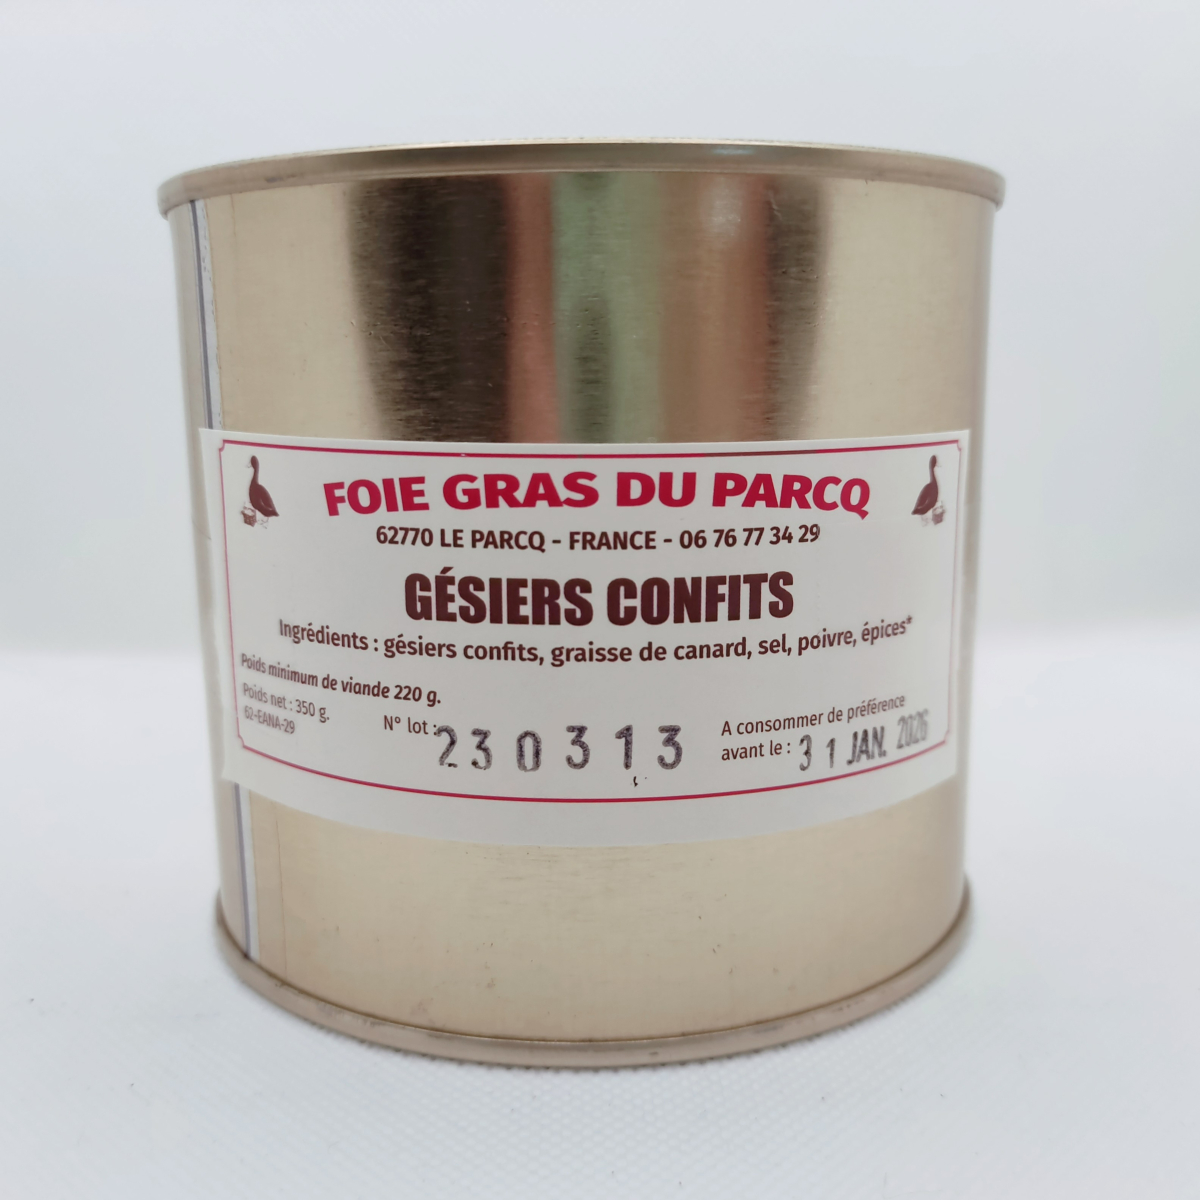 FOIE GRAS DU PARCQ
62770 LE PARCQ - FRANCE - 06 76 77 34 29
GÉSIERS CONFITS
Ingrédients : gésiers confits, graisse de canard, sel, poivre, épices*
Poids minimum de viande 220 g.
Poids net : 350 g.
62-EANA-29
N° lot : 230313
A consommer de préférence
avant le : 31 JAN. 2026